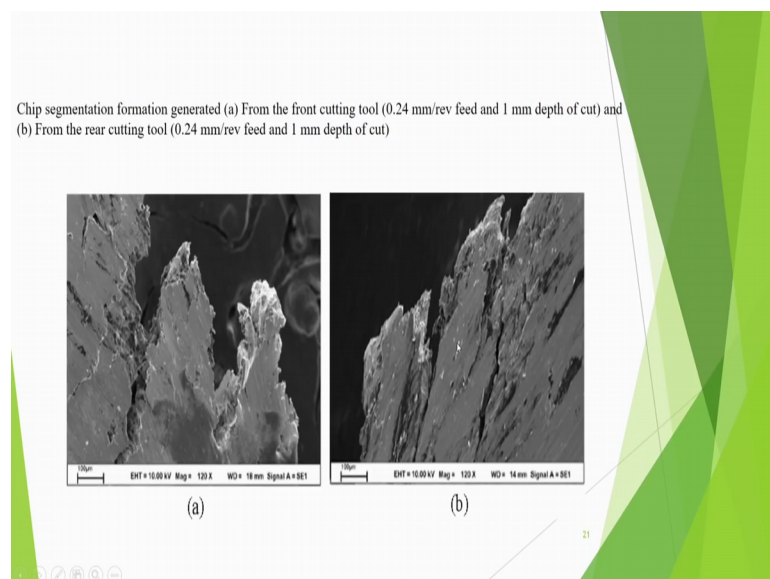 Chip segmentation formation generated (a) From the front cutting tool (0.24 mm/rev feed and 1 mm depth of cut) and
(b) From the rear cutting tool (0.24 mm/rev feed and 1 mm depth of cut)
100µm EHT = 10.00 kV Mag = 120 X WD = 18 mm Signal A = SE1
100µm EHT = 10.00 kV Mag = 120 X WD = 14 mm Signal A = SE1
(a)
(b)
21